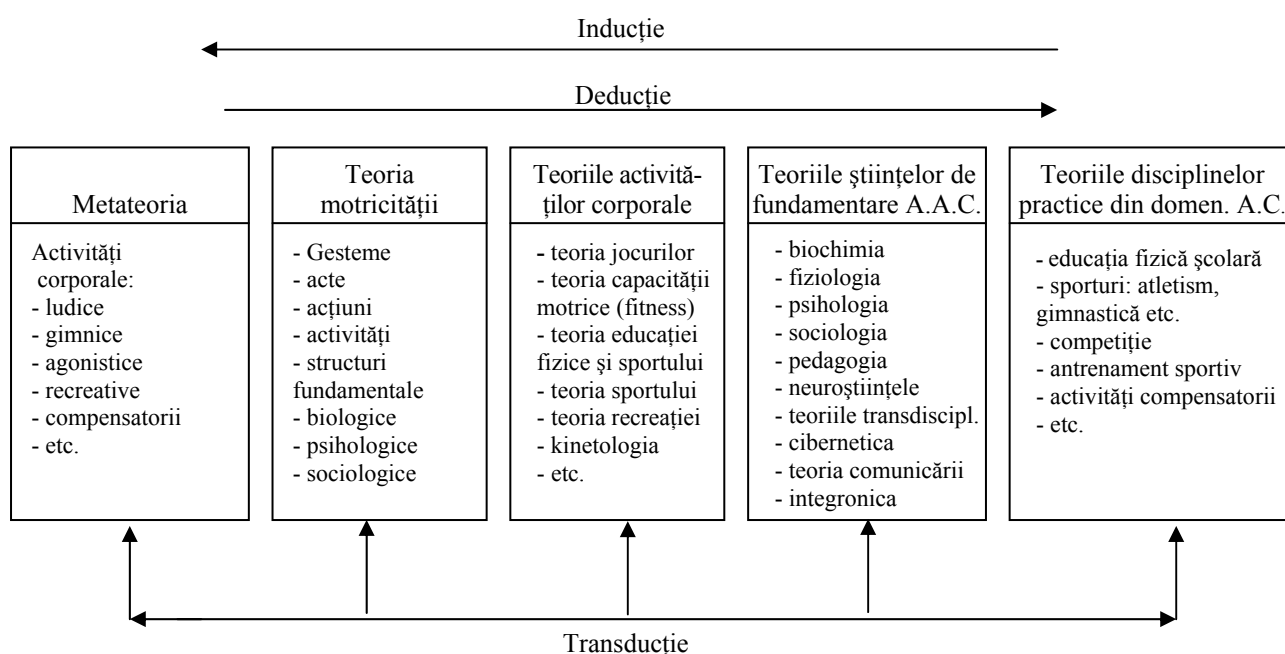 Inducție
Deducție
Metateoria
Activități
corporale:
- ludice
- gimnice
- agonistice
- recreative
- compensatorii
- etc.
Teoria
motricității
- Gesteme
- acte
- acțiuni
- activități
- structuri
fundamentale
- biologice
- psihologice
- sociologice
Teoriile activită-
ților corporale
- teoria jocurilor
- teoria capacității
motrice (fitness)
- teoria educației
fizice și sportului
- teoria sportului
- teoria recreației
- kinetologia
- etc.
Teoriile ştiințelor de
fundamentare A.A.C.
- biochimia
- fiziologia
- psihologia
- sociologia
- pedagogia
- neuroştiințele
- teoriile transdiscipl.
- cibernetica
- teoria comunicării
- integronica
Teoriile disciplinelor
practice din domen. A.C.
- educația fizică şcolară
- sporturi: atletism,
gimnastică etc.
- competiție
- antrenament sportiv
- activități compensatorii
- etc.
Transducție